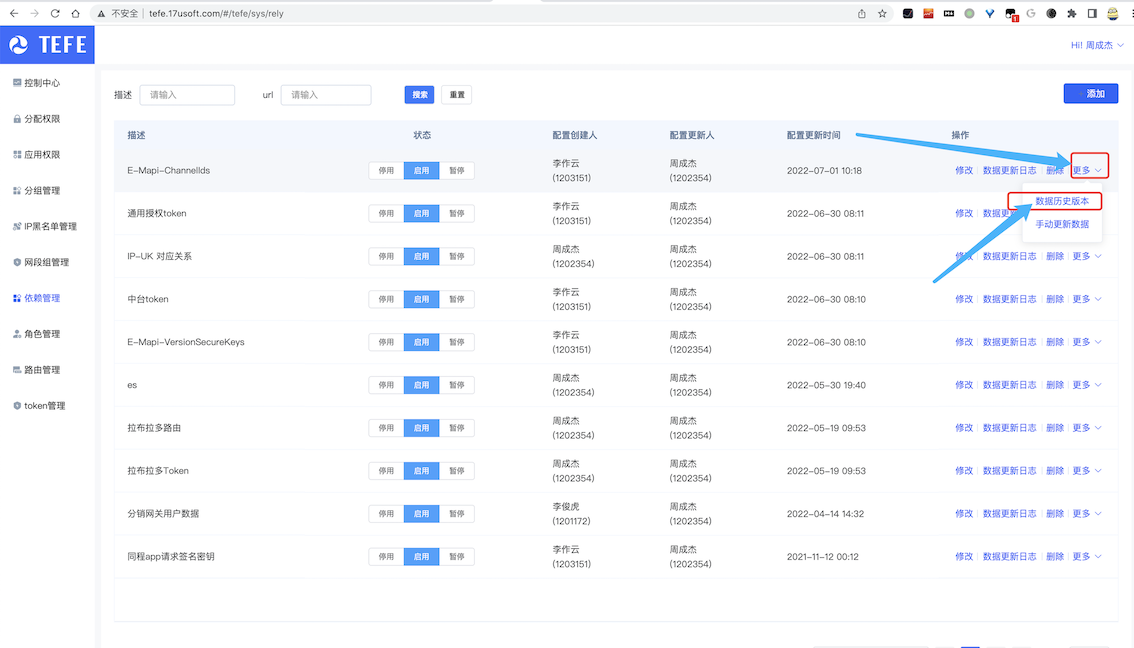 不安全 tefe.17usoft.com/#/tefe/sys/rely
TEFE
Hi! 周成杰
控制中心
分配权限
应用权限
分组管理
IP黑名单管理
网段组管理
依赖管理
角色管理
路由管理
token管理
描述 请输入 url 请输入 搜索 重置 添加
描述 状态 配置创建人 配置更新人 配置更新时间 操作
E-Mapi-ChannelIds 停用 启用 暂停 李作云 (1203151) 周成杰 (1202354) 2022-07-01 10:18 修改 数据更新日志 删除 更多
数据历史版本
手动更新数据
通用授权token 停用 启用 暂停 李作云 (1203151) 周成杰 (1202354) 2022-06-30 08:11 修改 数据更
IP-UK 对应关系 停用 启用 暂停 周成杰 (1202354) 周成杰 (1202354) 2022-06-30 08:11 修改 数据更新日志 删除 更多
中台token 停用 启用 暂停 李作云 (1203151) 周成杰 (1202354) 2022-06-30 08:10 修改 数据更新日志 删除 更多
E-Mapi-VersionSecureKeys 停用 启用 暂停 李作云 (1203151) 周成杰 (1202354) 2022-06-30 08:10 修改 数据更新日志 删除 更多
es 停用 启用 暂停 周成杰 (1202354) 周成杰 (1202354) 2022-05-30 19:40 修改 数据更新日志 删除 更多
拉布拉多路由 停用 启用 暂停 周成杰 (1202354) 周成杰 (1202354) 2022-05-19 09:53 修改 数据更新日志 删除 更多
拉布拉多Token 停用 启用 暂停 周成杰 (1202354) 周成杰 (1202354) 2022-05-19 09:53 修改 数据更新日志 删除 更多
分销网关用户数据 停用 启用 暂停 李俊虎 (1201172) 周成杰 (1202354) 2022-04-14 14:32 修改 数据更新日志 删除 更多
同程app请求签名密钥 停用 启用 暂停 李作云 (1203151) 周成杰 (1202354) 2021-11-12 00:12 修改 数据更新日志 删除 更多